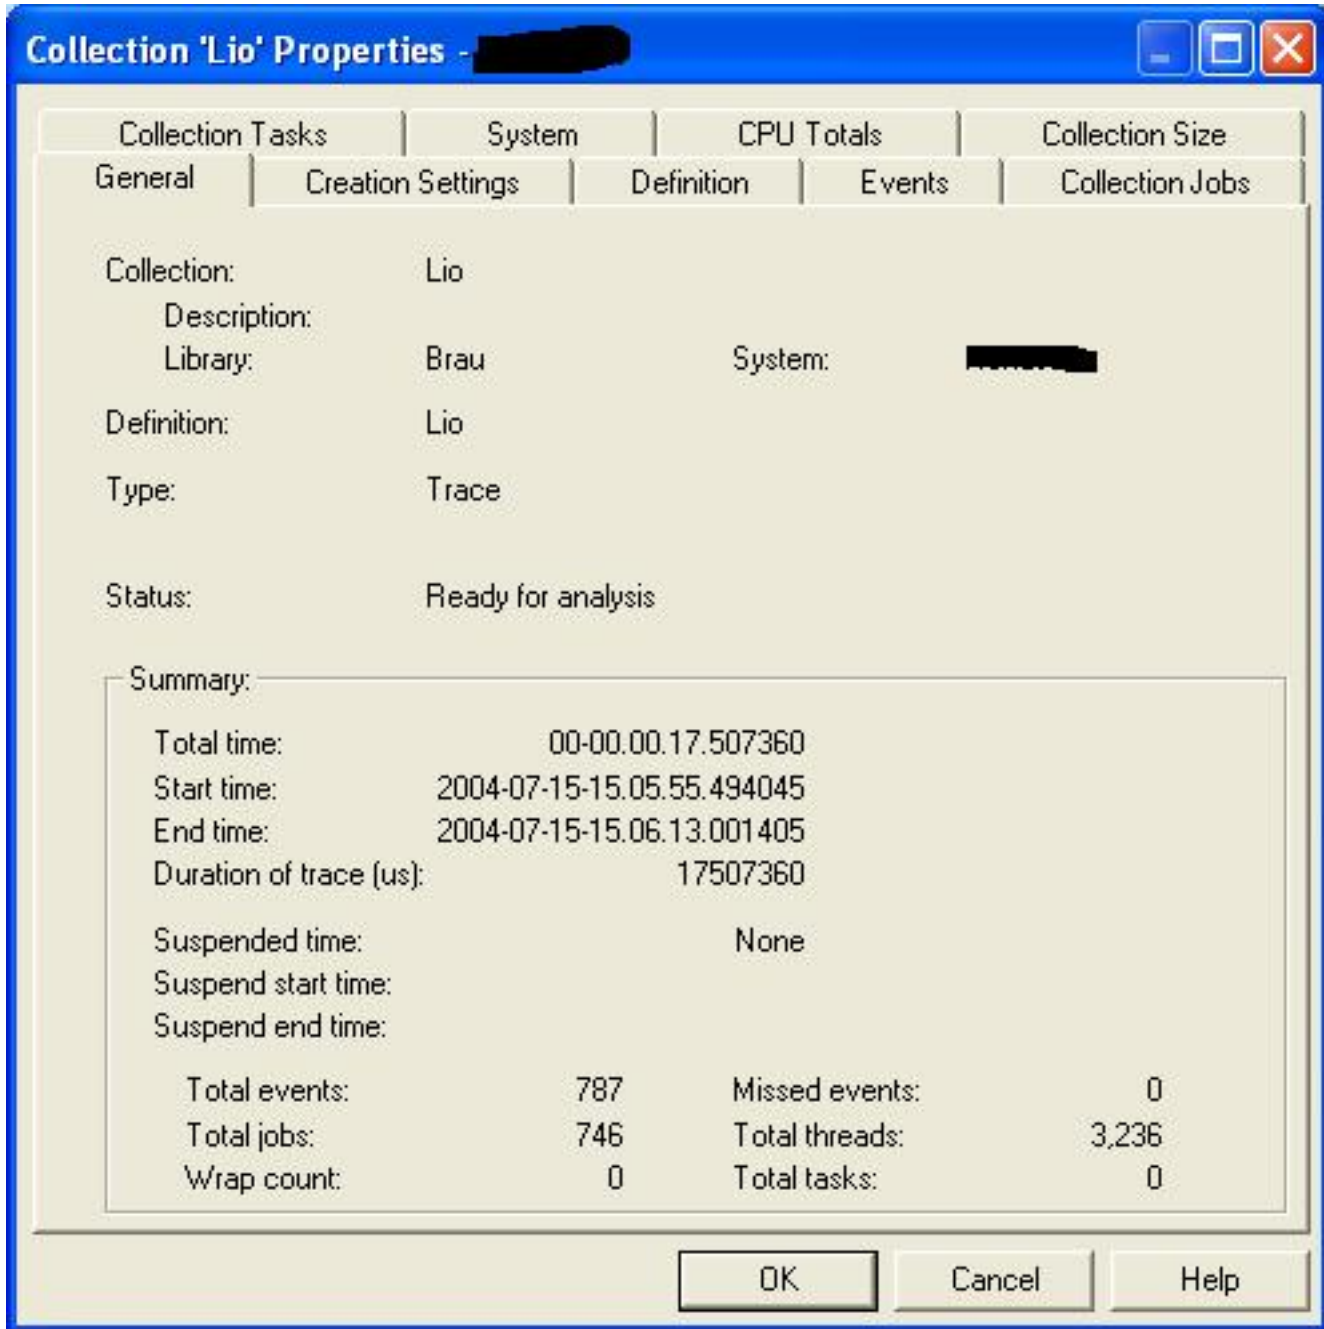 Collection 'Lio' Properties -
Collection Tasks System CPU Totals Collection Size
General Creation Settings Definition Events Collection Jobs
Collection: Lio
Description:
Library: Brau System:
Definition: Lio
Type: Trace
Status: Ready for analysis
Summary:
Total time: 00-00.00.17.507360
Start time: 2004-07-15-15.05.55.494045
End time: 2004-07-15-15.06.13.001405
Duration of trace (us): 17507360
Suspended time: None
Suspend start time:
Suspend end time:
Total events: 787 Missed events: 0
Total jobs: 746 Total threads: 3,236
Wrap count: 0 Total tasks: 0
OK Cancel Help